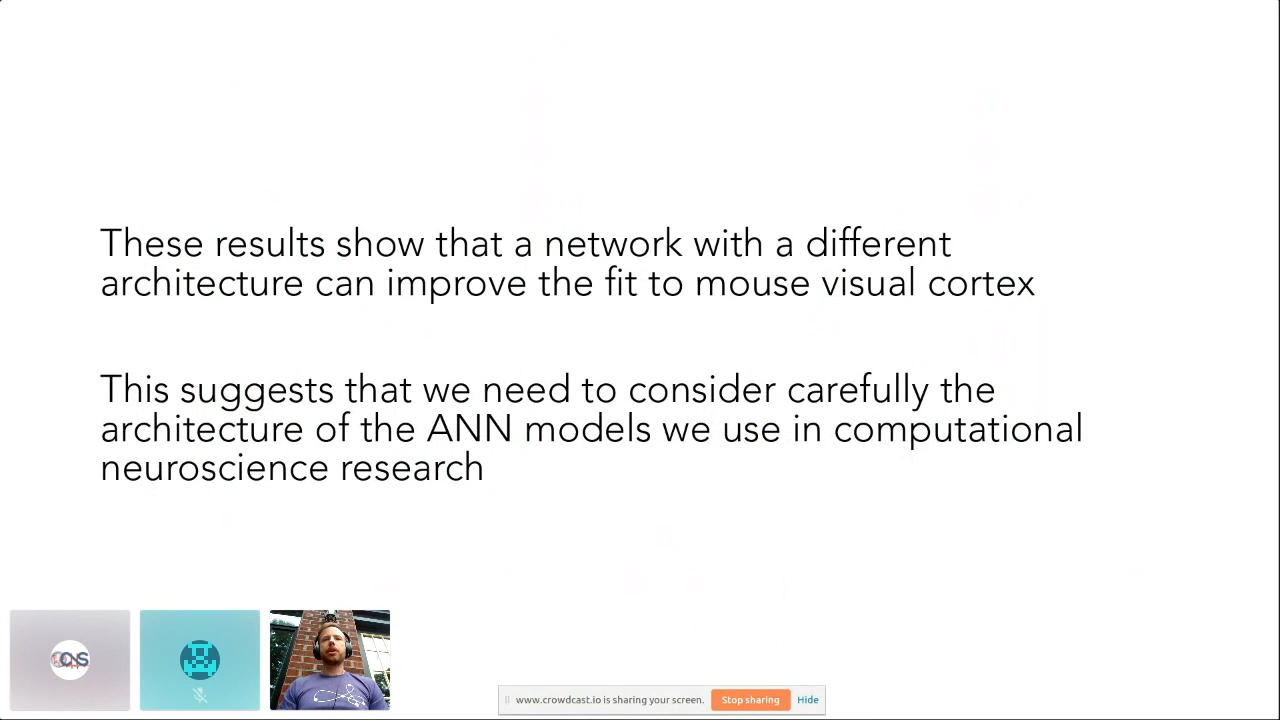 These results show that a network with a different
architecture can improve the fit to mouse visual cortex
This suggests that we need to consider carefully the
architecture of the ANN models we use in computational
neuroscience research
www.crowdcast.io is sharing your screen. Stop sharing Hide